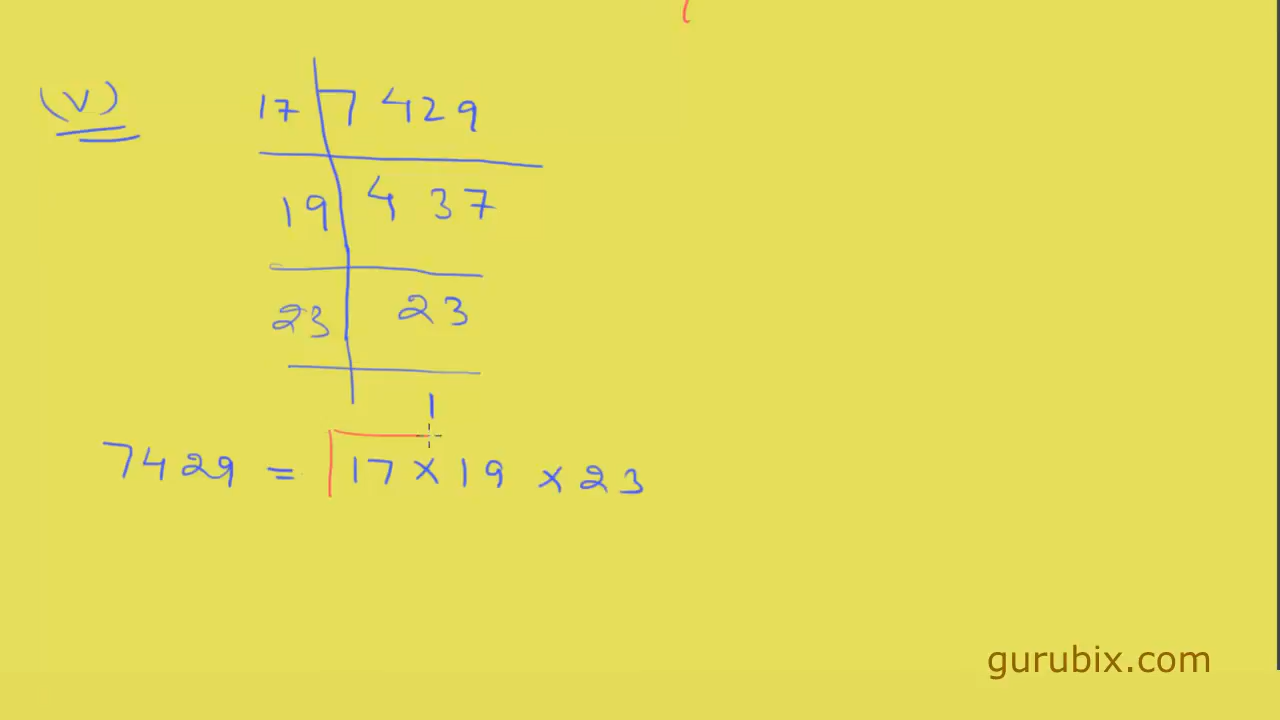 (v) 17 7429
19 437
23 23
1
7429 = 17 × 19 × 23
gurubix.com